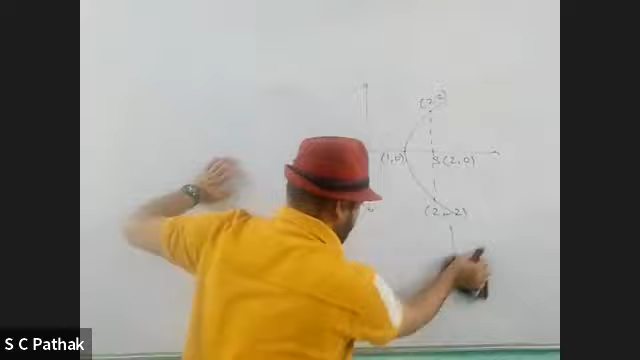 (2, 2)
(1,0)
S(2,0)
(2, -2)
S C Pathak